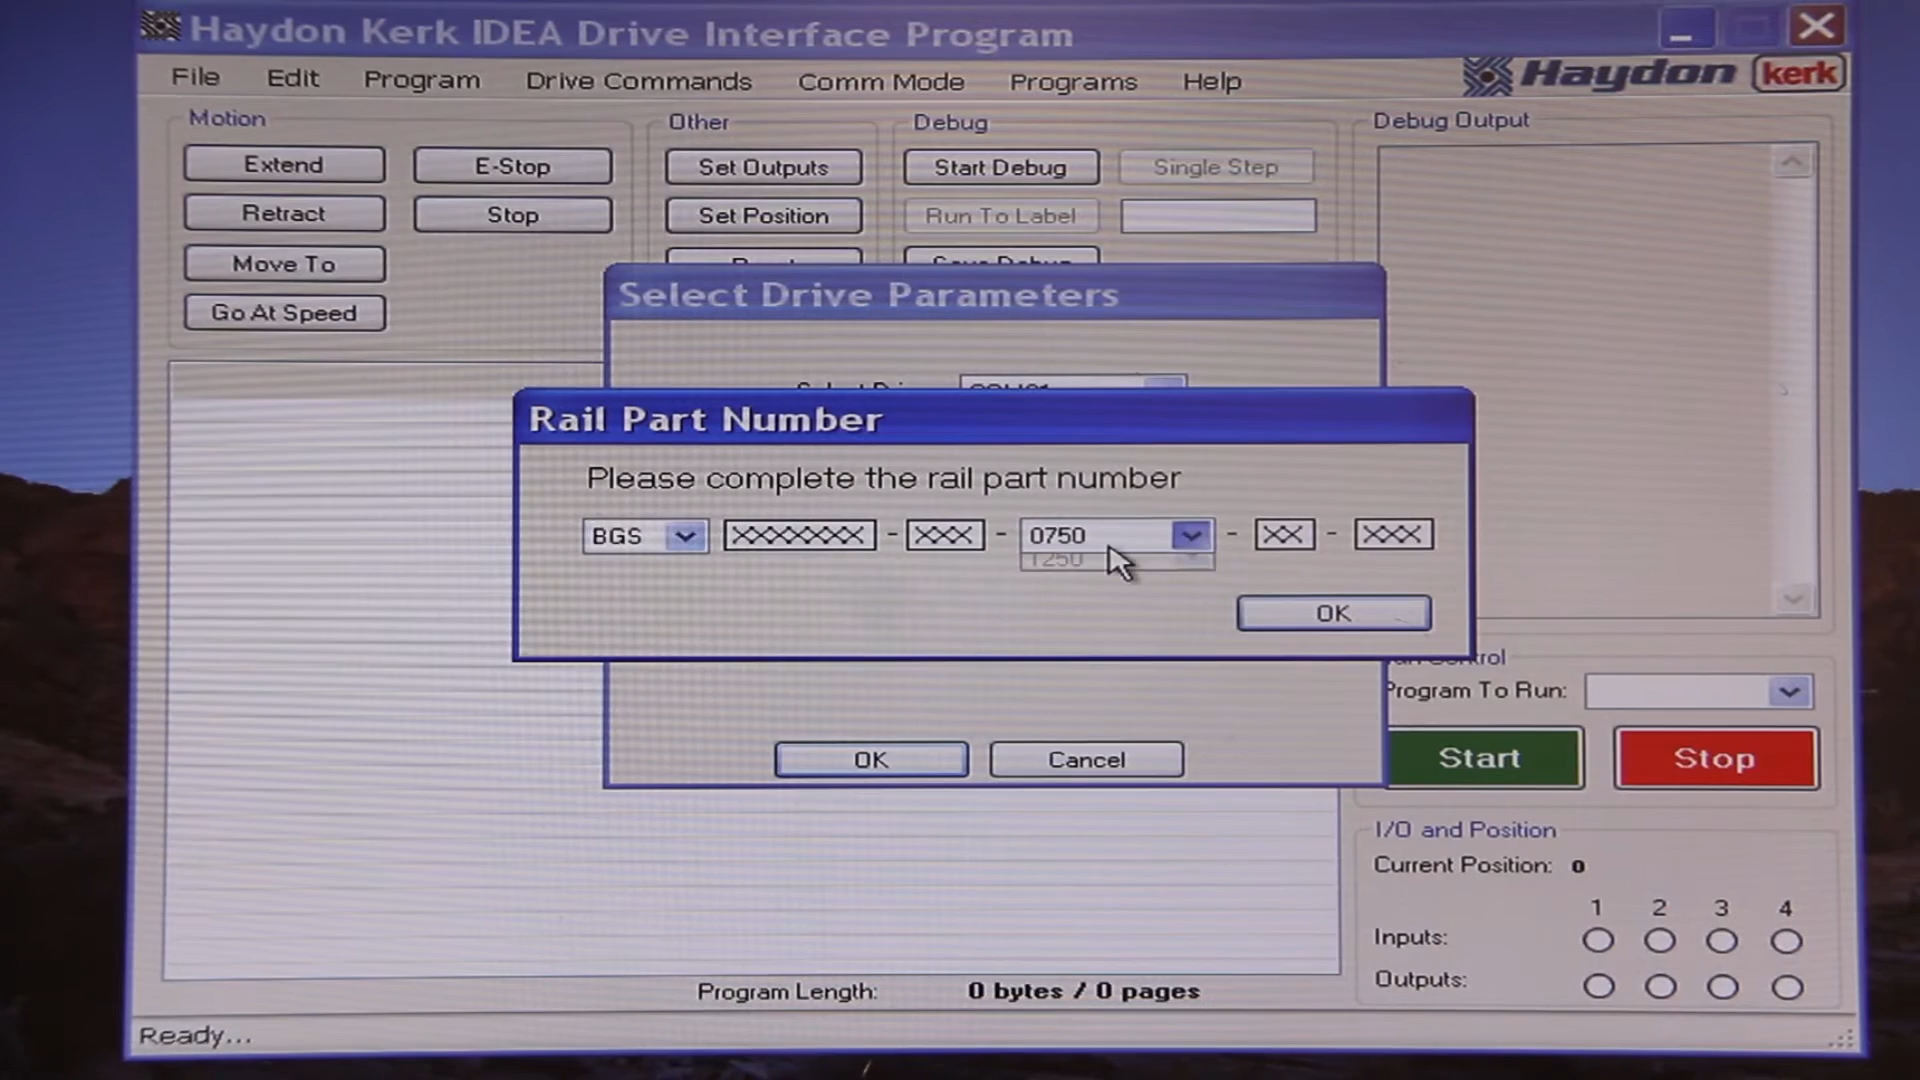 Haydon Kerk IDEA Drive Interface Program
File Edit Program Drive Commands Comm Mode Programs Help
Haydon kerk
Motion
Other
Debug
Debug Output
Extend
E-Stop
Set Outputs
Start Debug
Single Step
Retract
Stop
Set Position
Run To Label
Move To
Save Debug
Go At Speed
Select Drive Parameters
Rail Part Number
Please complete the rail part number
BGS XXXXXXX - XXX - 0750 - XX - XXX
1250
OK
Program To Run:
OK
Cancel
Start
Stop
I/O and Position
Current Position: 0
1 2 3 4
Inputs:
Outputs:
Program Length: 0 bytes / 0 pages
Ready...